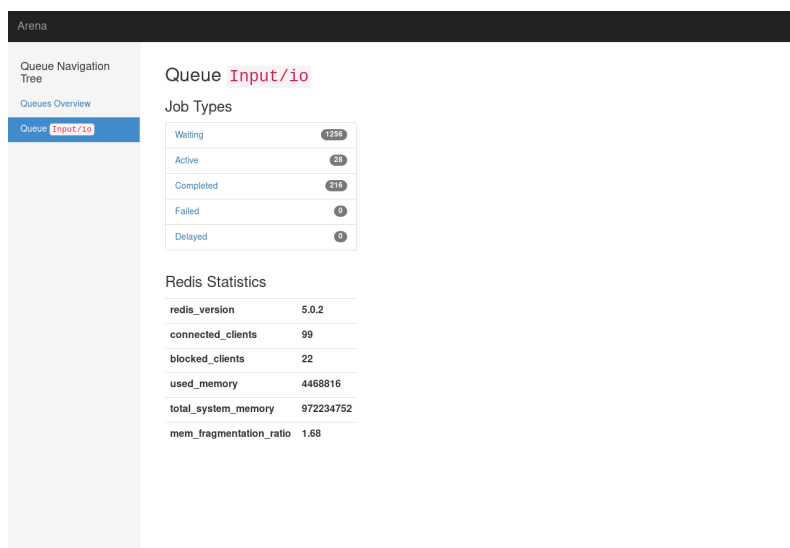 Arena
Queue Navigation
Tree
Queues Overview
Queue Input/io
Queue Input/io
Job Types
Waiting 1256
Active 28
Completed 216
Failed 0
Delayed 0
Redis Statistics
redis_version 5.0.2
connected_clients 99
blocked_clients 22
used_memory 4468816
total_system_memory 972234752
mem_fragmentation_ratio 1.68